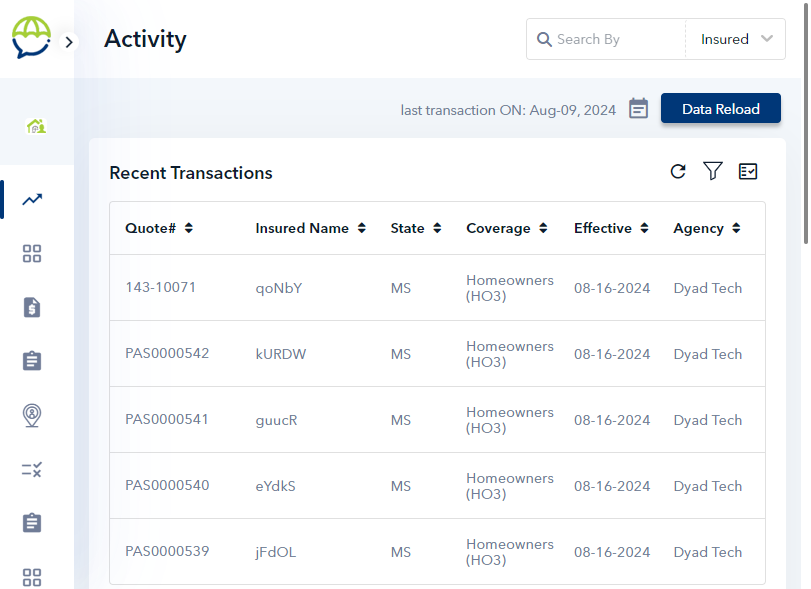 Activity
Search By
Insured
last transaction ON: Aug-09, 2024
Data Reload
Recent Transactions
Quote# Insured Name State Coverage Effective Agency
143-10071 qoNbY MS Homeowners (HO3) 08-16-2024 Dyad Tech
PAS0000542 kURDW MS Homeowners (HO3) 08-16-2024 Dyad Tech
PAS0000541 guucR MS Homeowners (HO3) 08-16-2024 Dyad Tech
PAS0000540 eYdkS MS Homeowners (HO3) 08-16-2024 Dyad Tech
PAS0000539 jFdOL MS Homeowners (HO3) 08-16-2024 Dyad Tech